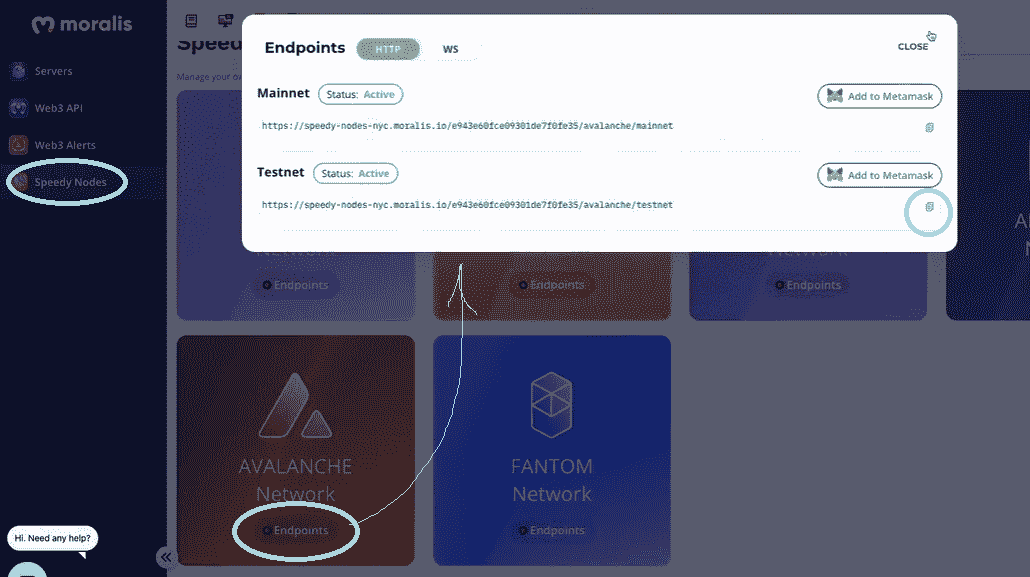 moralis
Servers
Web3 API
Web3 Alerts
Speedy Nodes
Hi. Need any help?
Speedy
Manage your
Endpoints HTTP WS CLOSE
Mainnet Status: Active Add to Metamask
https://speedy-nodes-nyc.moralis.io/e943e60fce09301de7f0fe35/avalanche/mainnet
Testnet Status: Active Add to Metamask
https://speedy-nodes-nyc.moralis.io/e943e60fce09301de7f0fe35/avalanche/testnet
Endpoints
Endpoints
Endpoints
AVALANCHE
Network
Endpoints
FANTOM
Network
Endpoints